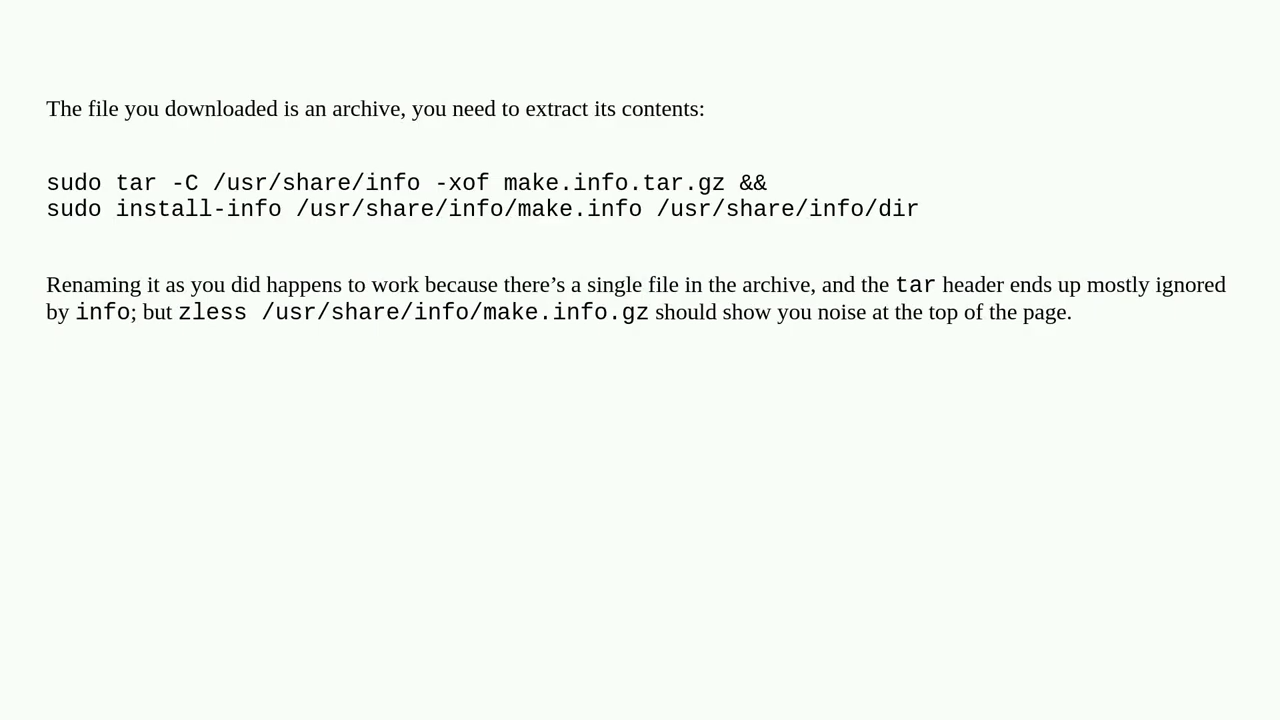 The file you downloaded is an archive, you need to extract its contents:
sudo tar -C /usr/share/info -xof make.info.tar.gz &&
sudo install-info /usr/share/info/make.info /usr/share/info/dir
Renaming it as you did happens to work because there’s a single file in the archive, and the tar header ends up mostly ignored
by info; but zless /usr/share/info/make.info.gz should show you noise at the top of the page.